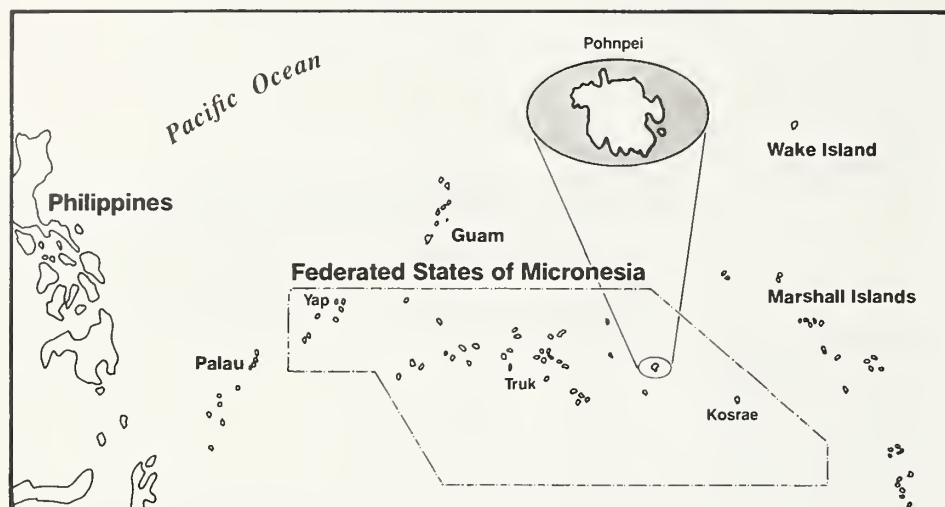 Pohnpei
Pacific Ocean
Wake Island
Philippines
Guam
Federated States of Micronesia
Yap
Marshall Islands
Palau
Truk
Kosrae